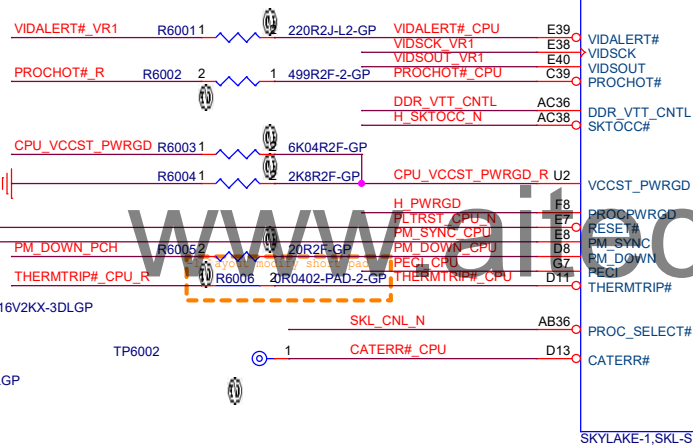 VIDALERT#_VR1 R6001 1 2 220R2J-L2-GP VIDALERT#_CPU E39 VIDALERT#
VIDSCK_VR1 E38 VIDSCK
VIDSOUT_VR1 E40 VIDSOUT
PROCHOT#_R R6002 2 1 499R2F-2-GP PROCHOT#_CPU C39 PROCHOT#
DDR_VTT_CNTL AC36 DDR_VTT_CNTL
H_SKTOCC_N AC38 SKTOCC#
CPU_VCCST_PWRGD R6003 1 2 6K04R2F-GP
R6004 1 2 2K8R2F-GP CPU_VCCST_PWRGD_R U2 VCCST_PWRGD
H_PWRGD F8 PROCPWRGD
PLTRST_CPU_N E7 RESET#
PM_SYNC_CPU E8 PM_SYNC
PM_DOWN_PCH R6005 2 20R2F-GP PM_DOWN_CPU D8 PM_DOWN
PECI_CPU G7 PECI
THERMTRIP#_CPU_R R6006 2 0R0402-PAD-2-GP THERMTRIP#_CPU D11 THERMTRIP#
www.aitec
16V2KX-3DLGP
SKL_CNL_N AB36 PROC_SELECT#
TP6002 1 CATERR#_CPU D13 CATERR#
GP
SKYLAKE-1,SKL-S